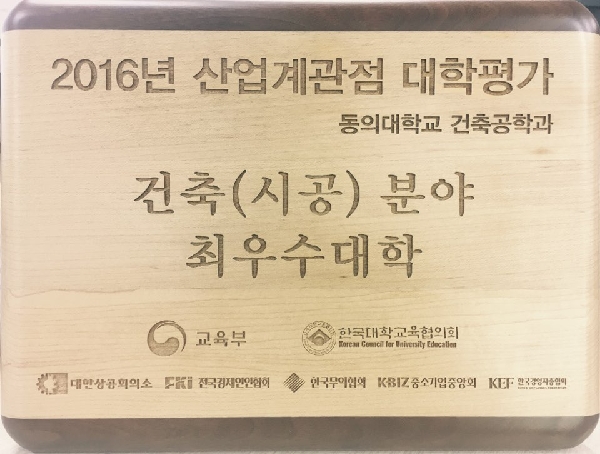 2016년 산업계관점 대학평가
동의대학교 건축공학과
건축(시공) 분야
최우수대학
교육부 한국대학교육협의회
Korean Council for University Education
대한상공회의소 FKI 전국경제인연합회 한국무역협회 K-BIZ 중소기업중앙회 KEF 한국경영자총협회